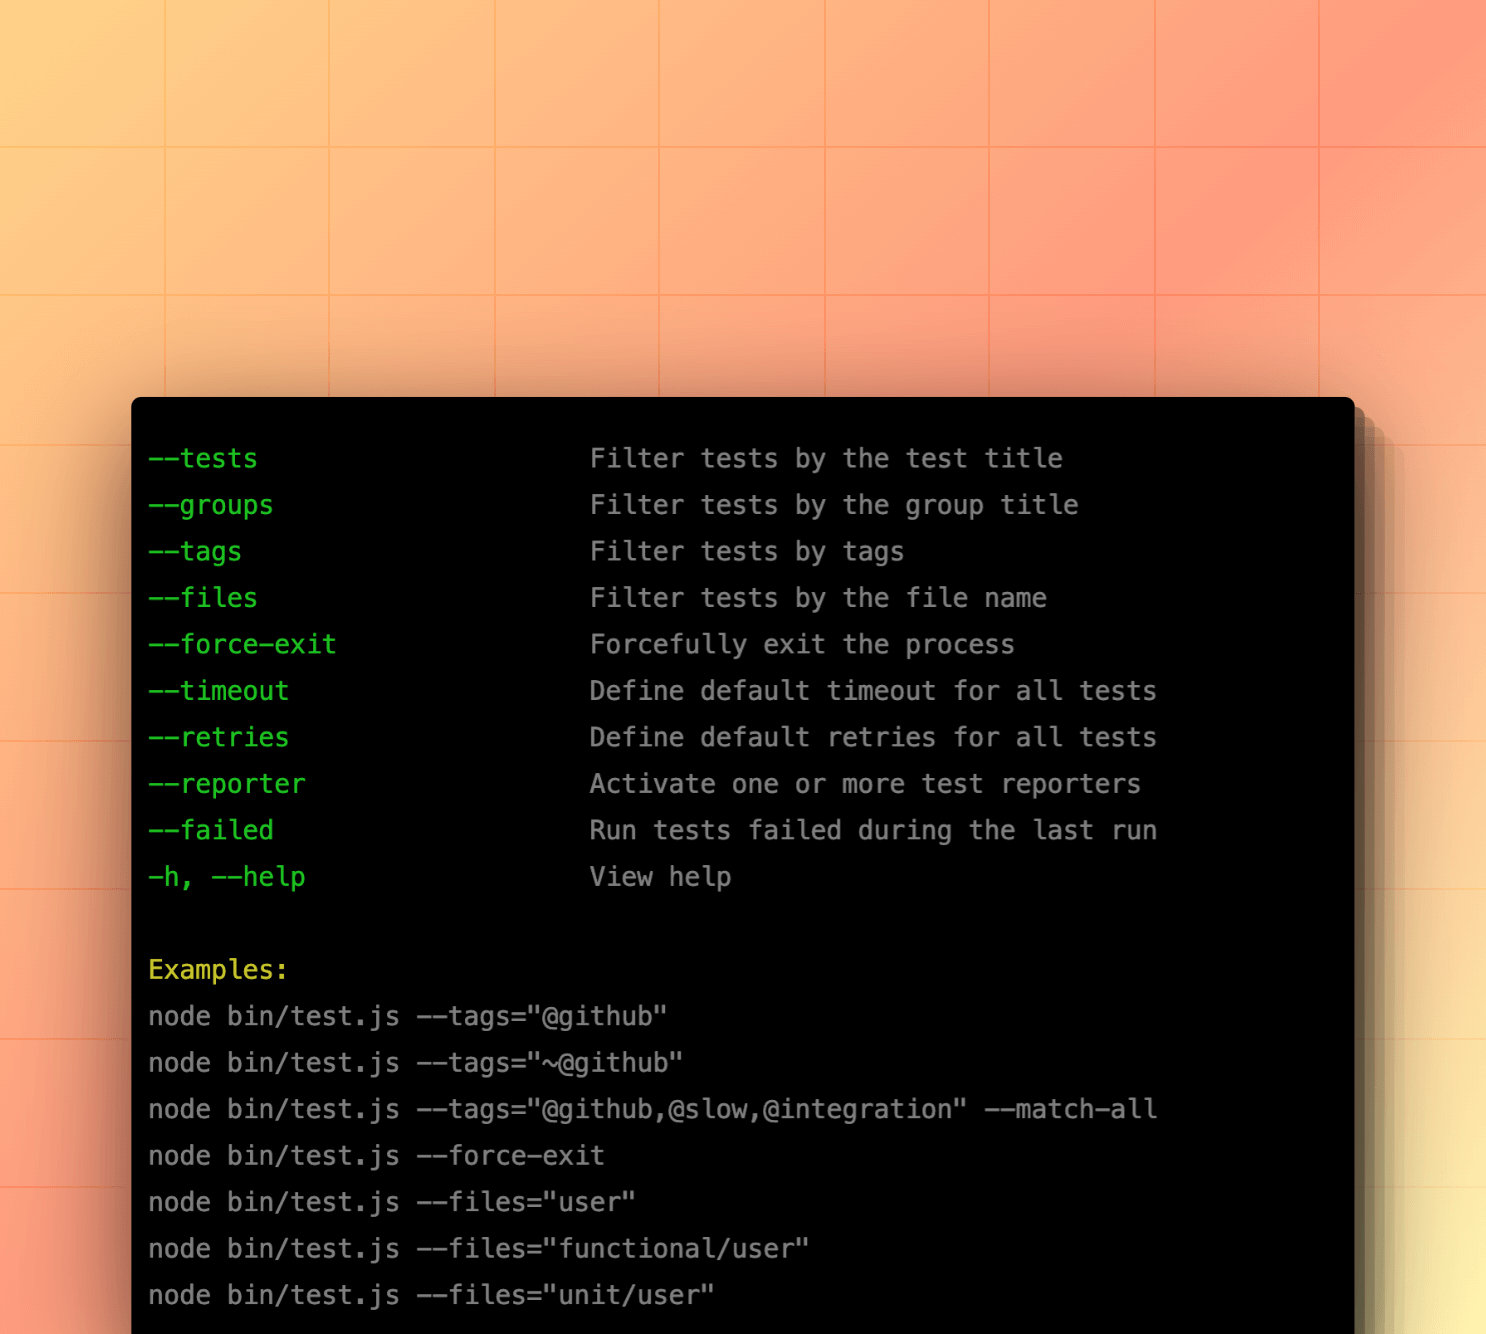 --tests Filter tests by the test title
--groups Filter tests by the group title
--tags Filter tests by tags
--files Filter tests by the file name
--force-exit Forcefully exit the process
--timeout Define default timeout for all tests
--retries Define default retries for all tests
--reporter Activate one or more test reporters
--failed Run tests failed during the last run
-h, --help View help
Examples:
node bin/test.js --tags="@github"
node bin/test.js --tags="~@github"
node bin/test.js --tags="@github,@slow,@integration" --match-all
node bin/test.js --force-exit
node bin/test.js --files="user"
node bin/test.js --files="functional/user"
node bin/test.js --files="unit/user"